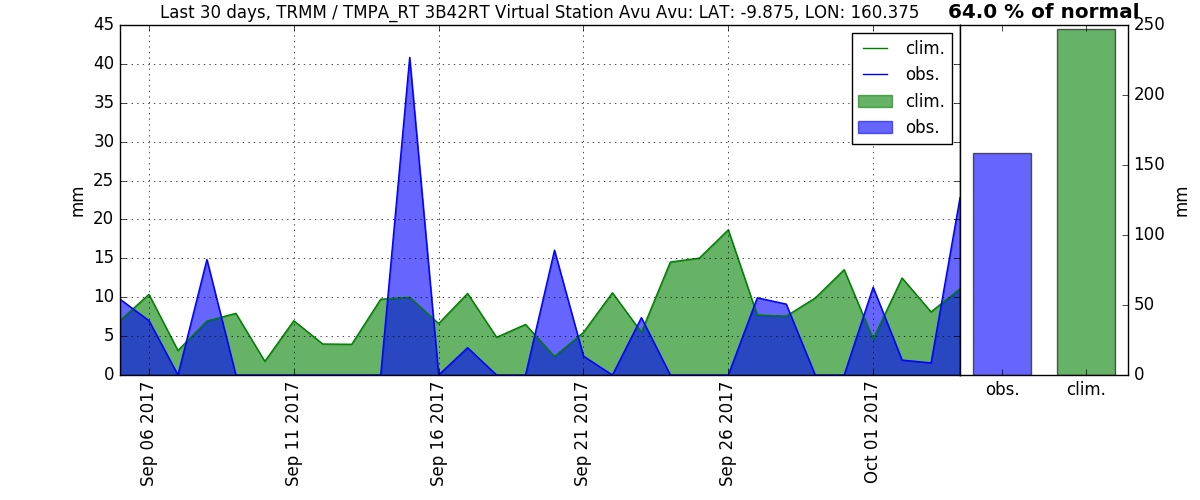 Last 30 days, TRMM / TMPA_RT 3B42RT Virtual Station Avu Avu: LAT: -9.875, LON: 160.375
64.0 % of normal
45
40
35
30
25
20
15
10
5
0
mm
clim.
obs.
clim.
obs.
Sep 06 2017
Sep 11 2017
Sep 16 2017
Sep 21 2017
Sep 26 2017
Oct 01 2017
250
200
150
100
50
0
mm
obs.
clim.